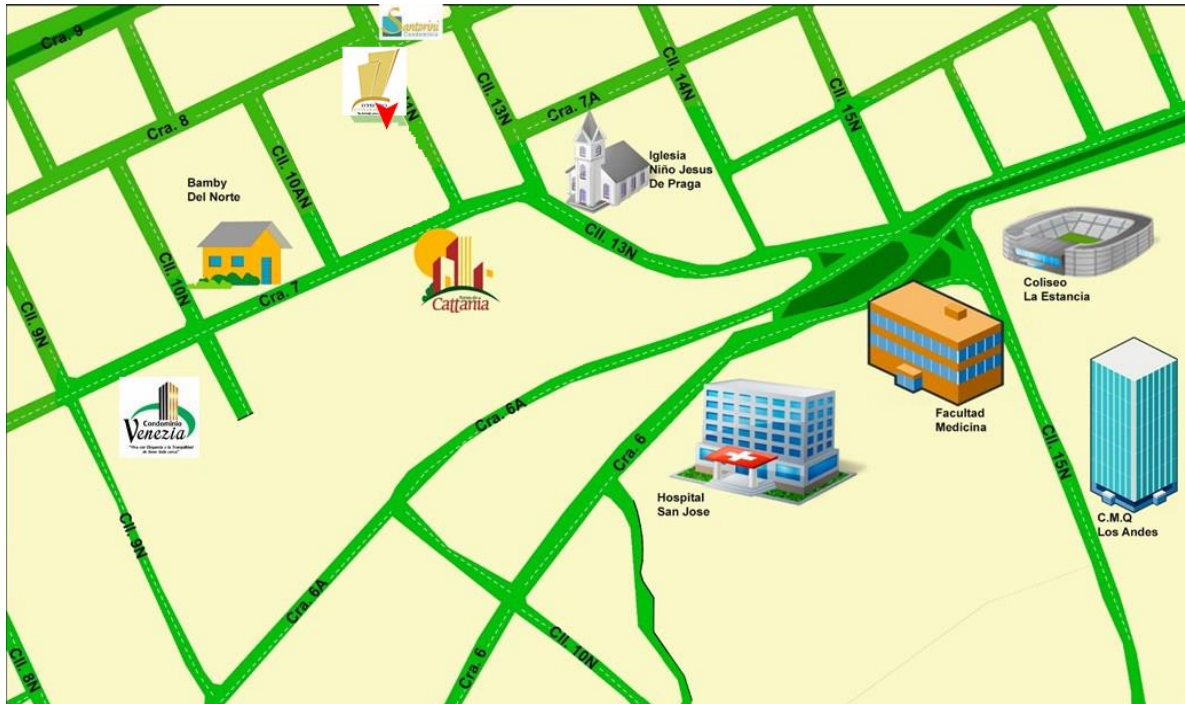 Cra. 9
Santorini
Condominio
Cra. 8
11N
Cll. 13N
Cra. 7A
Cll. 14N
Cll. 15N
Cll. 10AN
Bamby
Del Norte
Iglesia
Niño Jesus
De Praga
Cll. 13N
Cll. 10N
Cra. 7
Cattania
Coliseo
La Estancia
Cll. 9N
Condominio
Venezia
Cra. 6A
Facultad
Medicina
Cra. 6
Cll. 15N
Hospital
San Jose
C.M.Q
Los Andes
Cll. 9N
Cra. 6A
Cll. 10N
Cra. 6
Cll. 8N